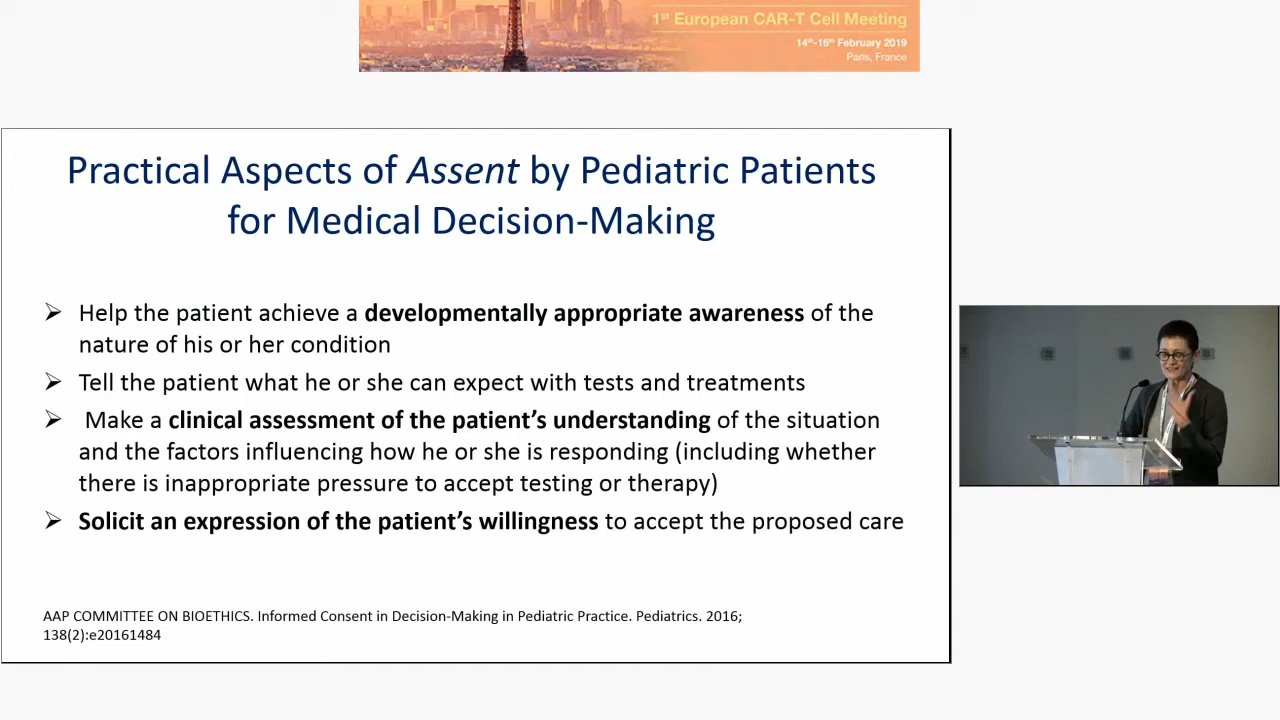 1st European CAR-T Cell Meeting
14th-16th February 2019
Paris, France
Practical Aspects of Assent by Pediatric Patients
for Medical Decision-Making
➢ Help the patient achieve a developmentally appropriate awareness of the
nature of his or her condition
➢ Tell the patient what he or she can expect with tests and treatments
➢ Make a clinical assessment of the patient’s understanding of the situation
and the factors influencing how he or she is responding (including whether
there is inappropriate pressure to accept testing or therapy)
➢ Solicit an expression of the patient’s willingness to accept the proposed care
AAP COMMITTEE ON BIOETHICS. Informed Consent in Decision-Making in Pediatric Practice. Pediatrics. 2016;
138(2):e20161484